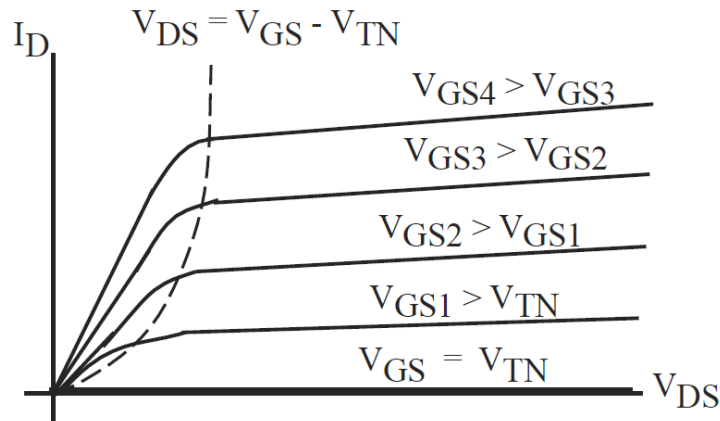 I_D
V_DS = V_GS - V_TN
V_GS4 > V_GS3
V_GS3 > V_GS2
V_GS2 > V_GS1
V_GS1 > V_TN
V_GS = V_TN
V_DS